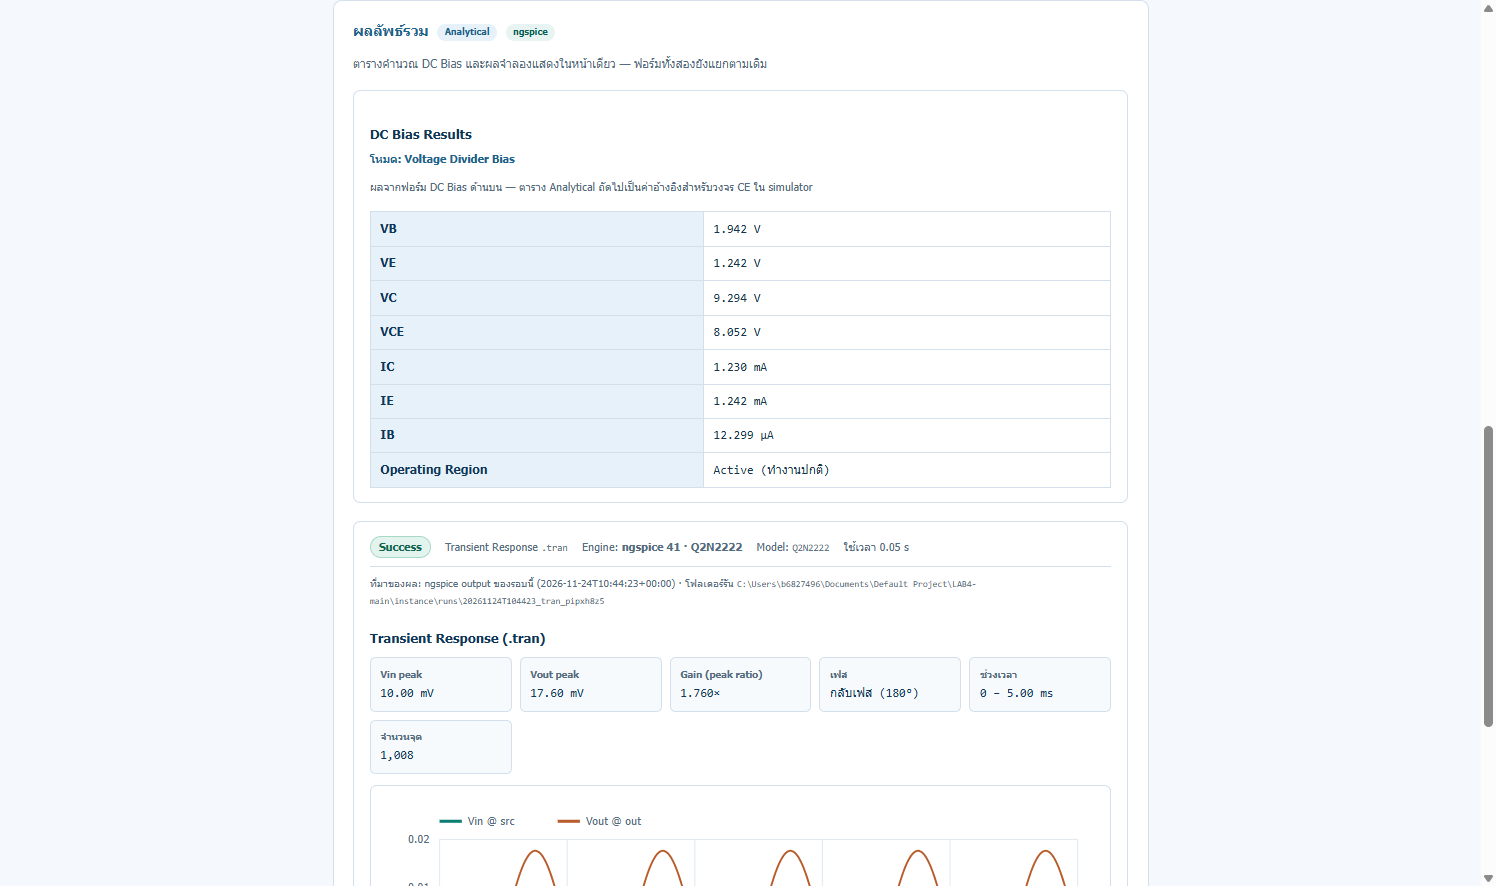 ผลลัพธ์รวม Analytical ngspice
ตารางคำนวณ DC Bias และผลจำลองแสดงในหน้าเดียว — ฟอร์มทั้งสองยังแยกตามเดิม
DC Bias Results
โหมด: Voltage Divider Bias
ผลจากฟอร์ม DC Bias ด้านบน — ตาราง Analytical ถัดไปเป็นค่าอ้างอิงสำหรับวงจร CE ใน simulator
VB 1.942 V
VE 1.242 V
VC 9.294 V
VCE 8.052 V
IC 1.230 mA
IE 1.242 mA
IB 12.299 µA
Operating Region Active (ทำงานปกติ)
Success Transient Response .tran Engine: ngspice 41 · Q2N2222 Model: Q2N2222 ใช้เวลา 0.05 s
ที่มาของผล: ngspice output ของรอบนี้ (2026-11-24T10:44:23+00:00) · โฟลเดอร์รัน C:\Users\b6827496\Documents\Default Project\LAB4-
main\instance\runs\20261124T104423_tran_pipxh8z5
Transient Response (.tran)
Vin peak Vout peak Gain (peak ratio) เฟส ช่วงเวลา
10.00 mV 17.60 mV 1.760× กลับเฟส (180°) 0 – 5.00 ms
จำนวนจุด
1,008
Vin @ src Vout @ out
0.02
0.01